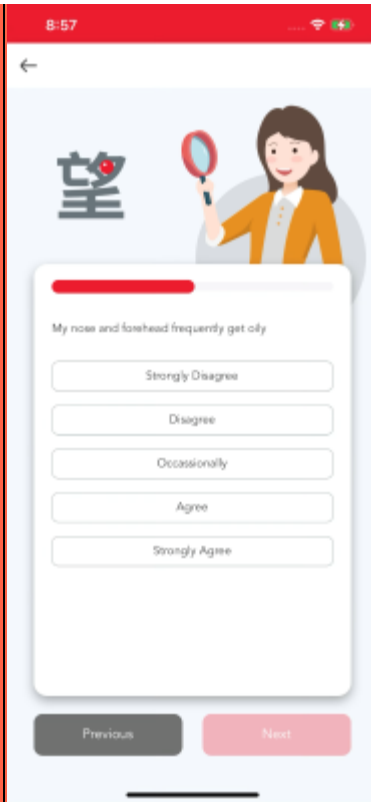 8:57
望
My nose and forehead frequently get oily
Strongly Disagree
Disagree
Occassionally
Agree
Strongly Agree
Previous
Next